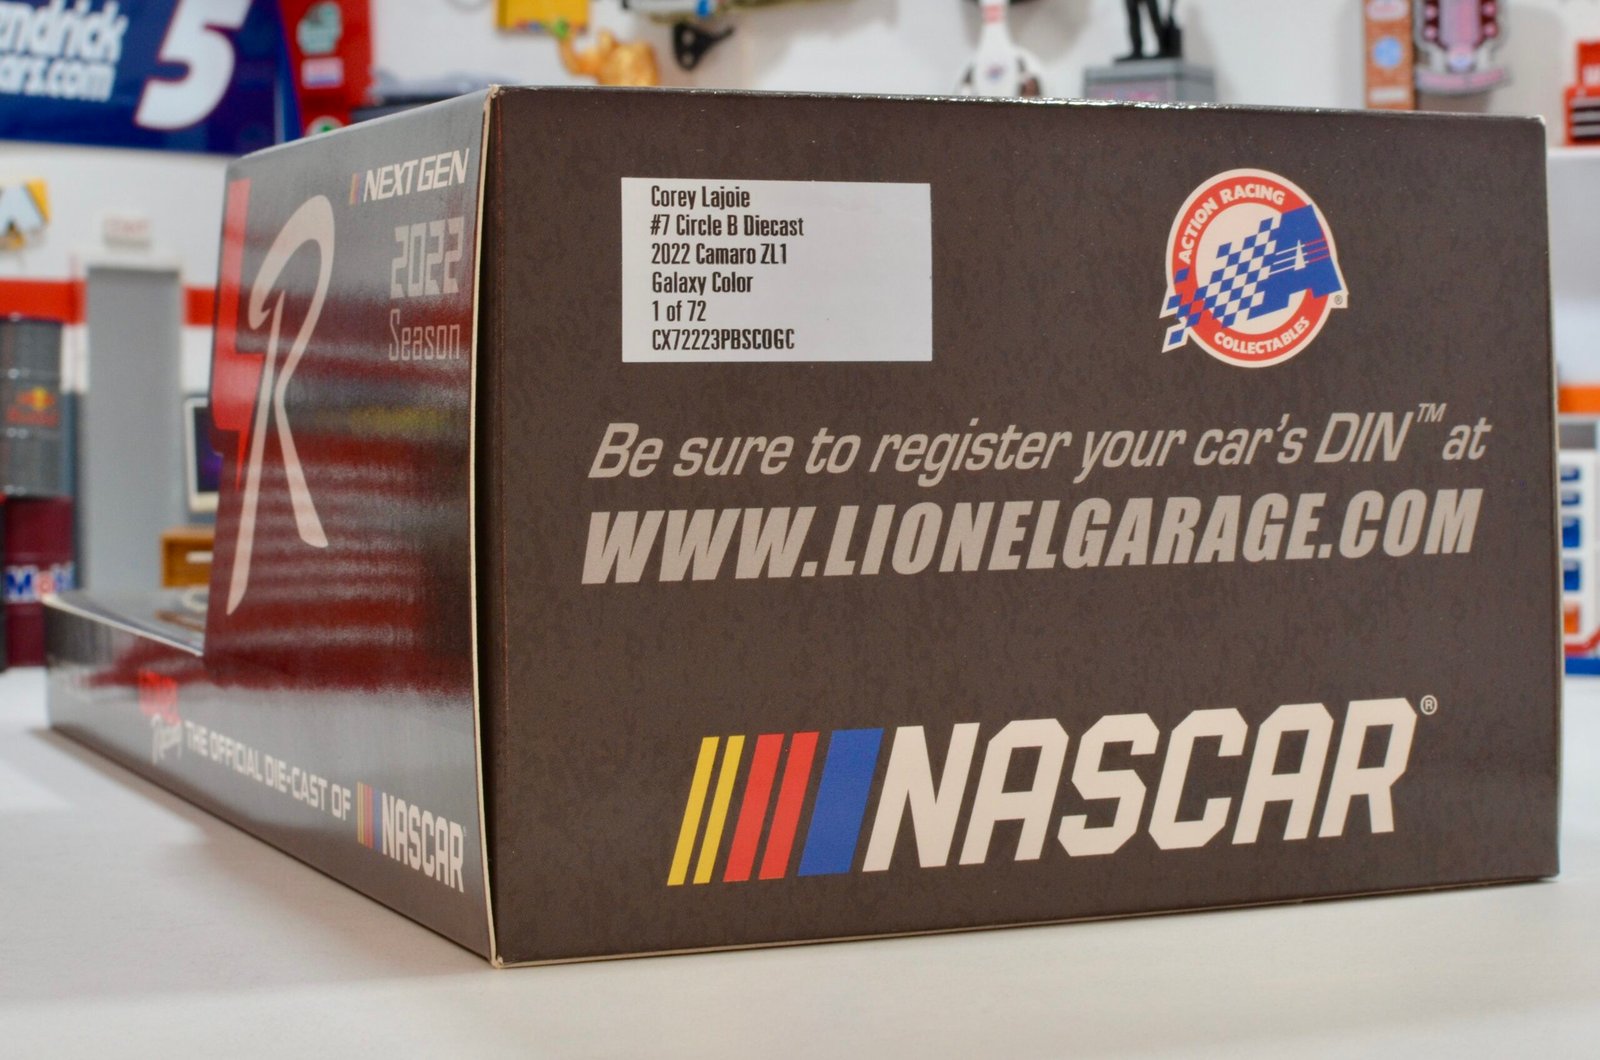 5
NEXT GEN
2022
Season
R
THE OFFICIAL DIE-CAST OF
NASCAR
Corey Lajoie
#7 Circle B Diecast
2022 Camaro ZL1
Galaxy Color
1 of 72
CX72223PBSCOGC
ACTION RACING
COLLECTABLES
®
Be sure to register your car's DIN™ at
WWW.LIONELGARAGE.COM
NASCAR®